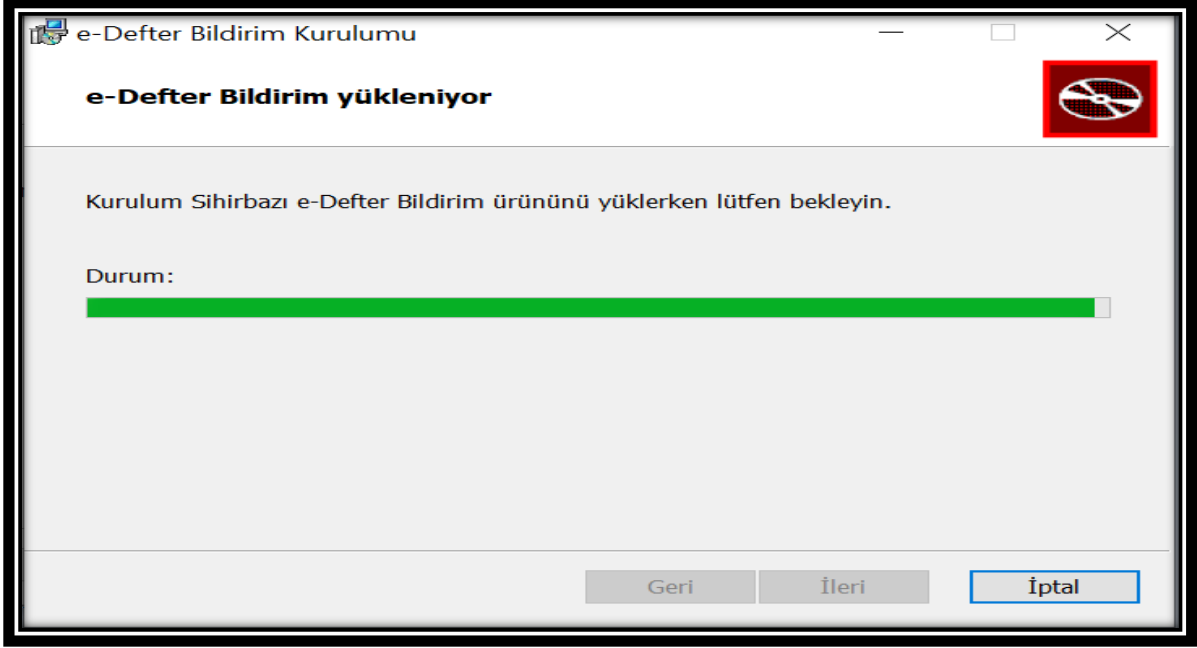 e-Defter Bildirim Kurulumu
e-Defter Bildirim yükleniyor
Kurulum Sihirbazı e-Defter Bildirim ürününü yüklerken lütfen bekleyin.
Durum:
Geri
İleri
İptal